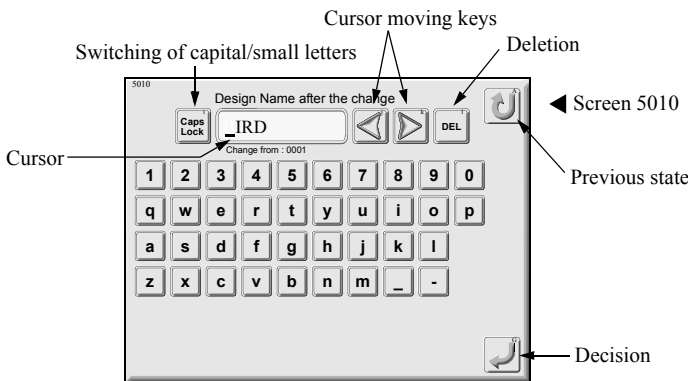 Cursor moving keys
Switching of capital/small letters
Deletion
5010
Design Name after the change
Screen 5010
Caps
Lock
_IRD
DEL
Change from : 0001
Cursor
Previous state
1 2 3 4 5 6 7 8 9 0
q w e r t y u i o p
a s d f g h j k l
z x c v b n m _ -
Decision